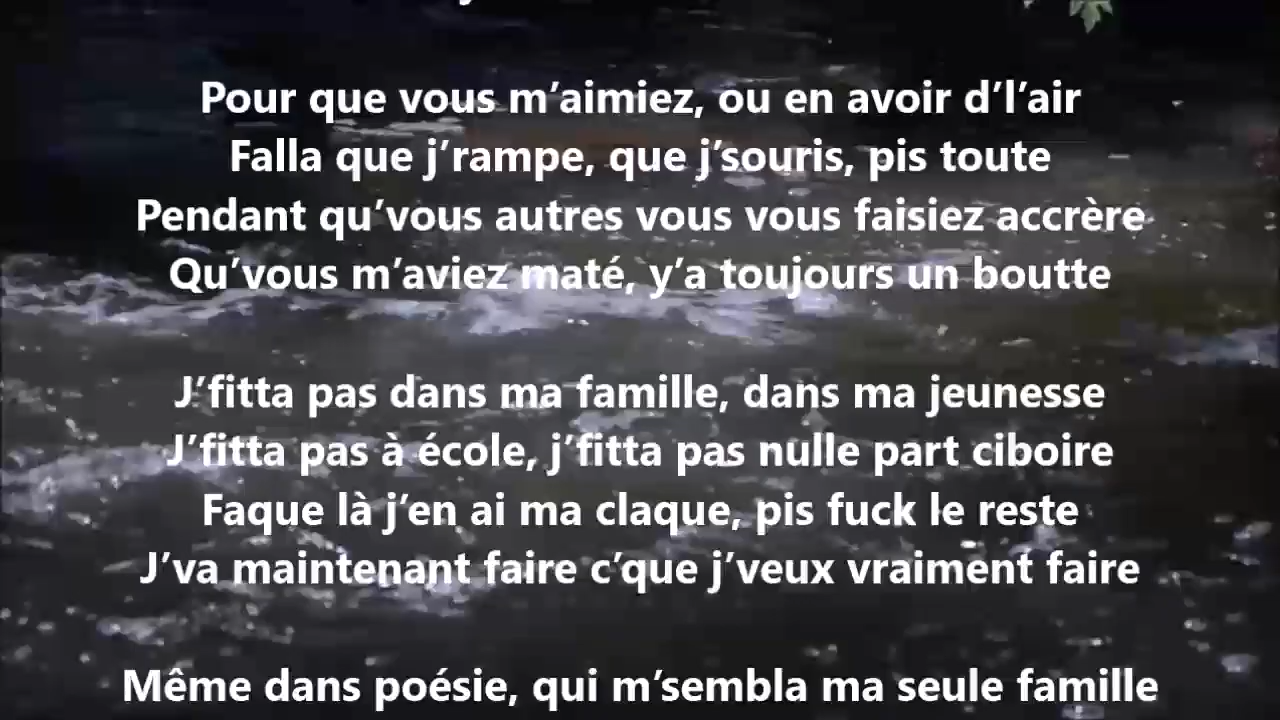 Pour que vous m’aimiez, ou en avoir d’l’air
Falla que j’rampe, que j’souris, pis toute
Pendant qu’vous autres vous vous faisiez accrère
Qu’vous m’aviez maté, y’a toujours un boutte
J’fitta pas dans ma famille, dans ma jeunesse
J’fitta pas à école, j’fitta pas nulle part ciboire
Faque là j’en ai ma claque, pis fuck le reste
J’va maintenant faire c’que j’veux vraiment faire
Même dans poésie, qui m’sembla ma seule famille